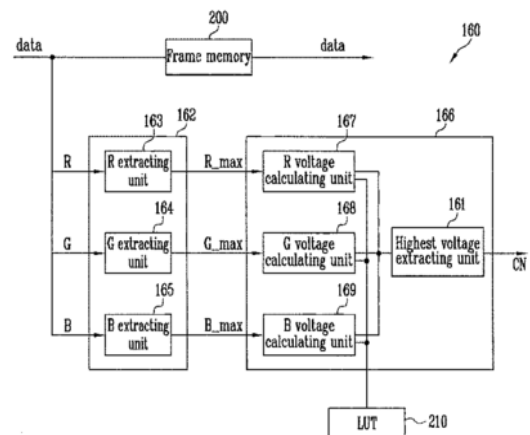 200
data
Frame memory
data
160
163
162
167
166
R
R extracting
unit
R_max
R voltage
calculating unit
164
168
161
G
G extracting
unit
G_max
G voltage
calculating unit
Highest voltage
extracting unit
CN
165
169
B
B extracting
unit
B_max
B voltage
calculating unit
LUT
210